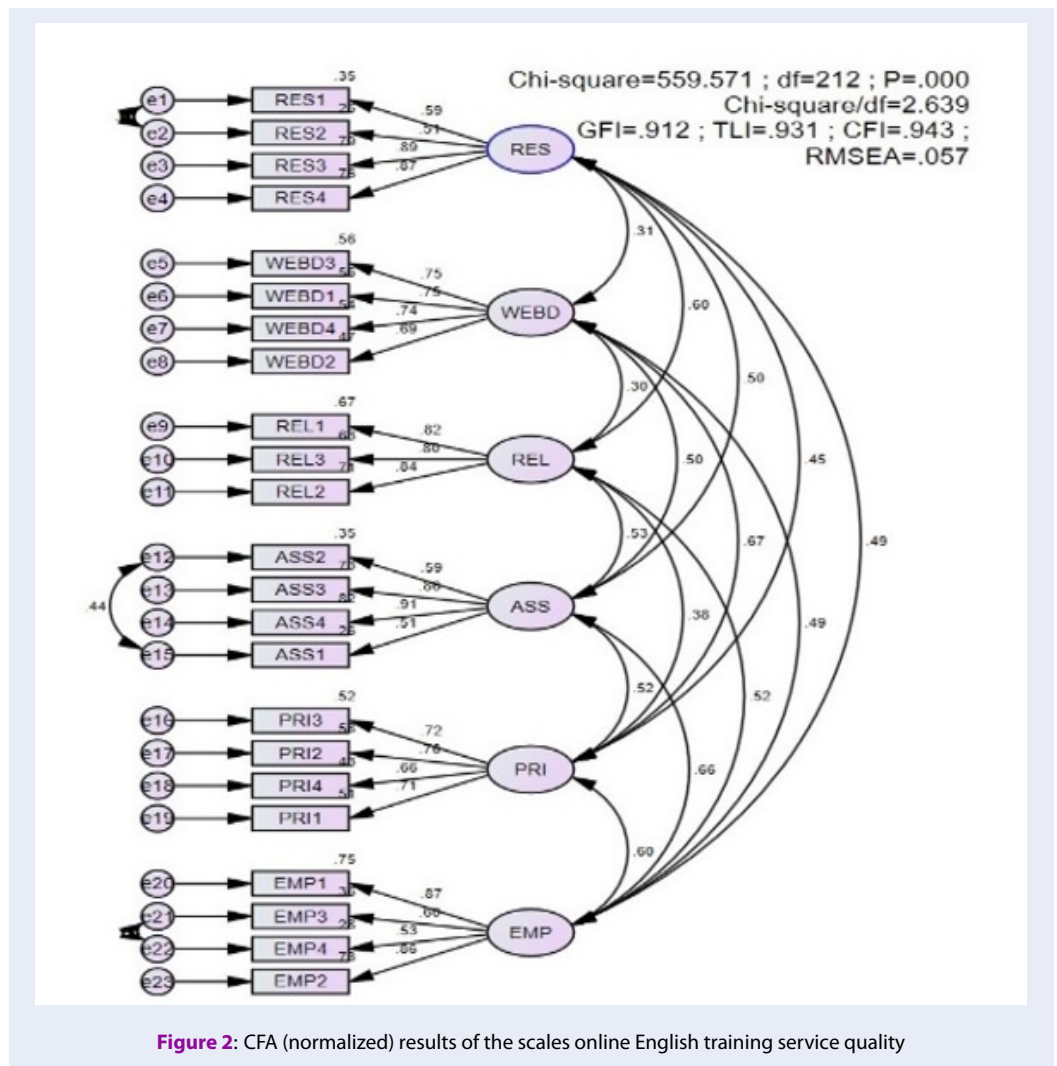 Chi-square=559.571 ; df=212 ; P=.000
Chi-square/df=2.639
GFI=.912 ; TLI=.931 ; CFI=.943 ;
RMSEA=.057
.35
e1 RES1 .59
e2 RES2 .51
e3 RES3 .89
e4 RES4 .87
RES
.31
.60
.50
.45
.49
.56
e5 WEBD3 .75
e6 WEBD1 .75
e7 WEBD4 .74
e8 WEBD2 .69
WEBD
.30
.50
.67
.49
.67
e9 REL1 .82
e10 REL3 .80
e11 REL2 .84
REL
.53
.38
.52
.35
e12 ASS2 .59
e13 ASS3
e14 ASS4 .91
e15 ASS1 .51
.44
ASS
.52
.66
.52
e16 PRI3 .72
e17 PRI2
e18 PRI4 .66
e19 PRI1 .71
PRI
.60
.75
e20 EMP1 .87
e21 EMP3 .60
e22 EMP4 .53
e23 EMP2
EMP
Figure 2: CFA (normalized) results of the scales online English training service quality